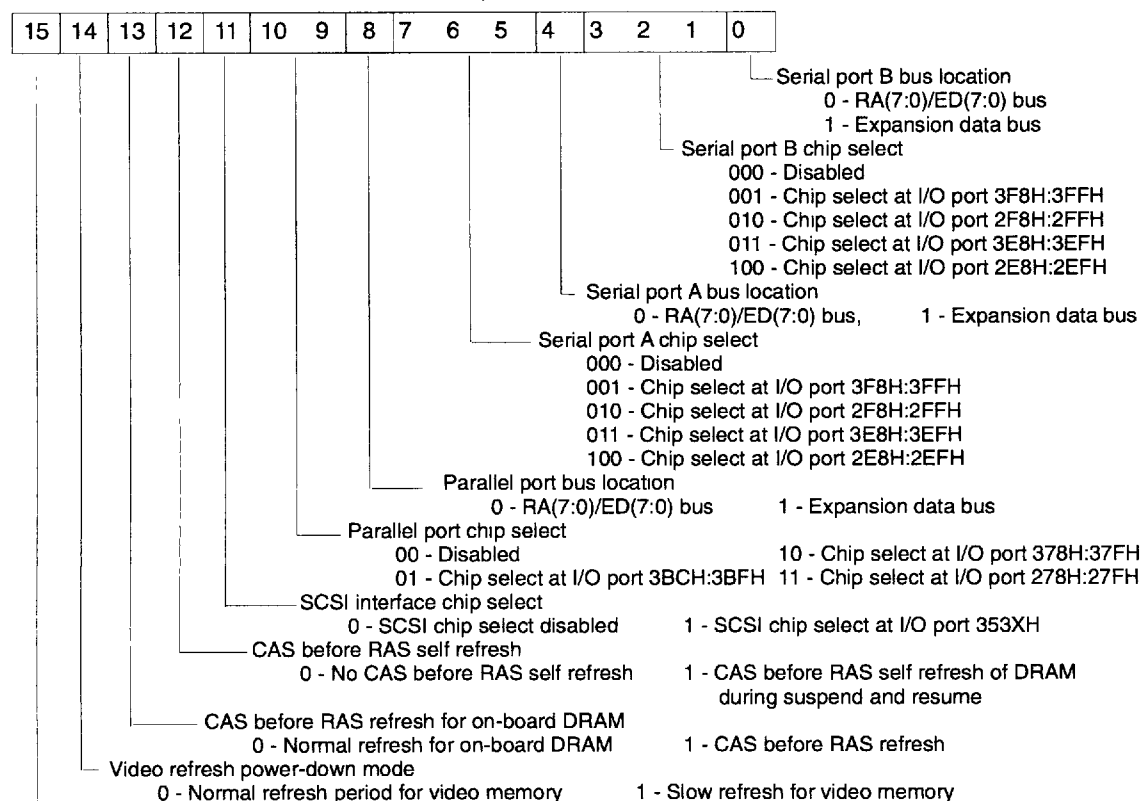 15 14 13 12 11 10 9 8 7 6 5 4 3 2 1 0
Serial port B bus location
0 - RA(7:0)/ED(7:0) bus
1 - Expansion data bus
Serial port B chip select
000 - Disabled
001 - Chip select at I/O port 3F8H:3FFH
010 - Chip select at I/O port 2F8H:2FFH
011 - Chip select at I/O port 3E8H:3EFH
100 - Chip select at I/O port 2E8H:2EFH
Serial port A bus location
0 - RA(7:0)/ED(7:0) bus, 1 - Expansion data bus
Serial port A chip select
000 - Disabled
001 - Chip select at I/O port 3F8H:3FFH
010 - Chip select at I/O port 2F8H:2FFH
011 - Chip select at I/O port 3E8H:3EFH
100 - Chip select at I/O port 2E8H:2EFH
Parallel port bus location
0 - RA(7:0)/ED(7:0) bus 1 - Expansion data bus
Parallel port chip select
00 - Disabled 10 - Chip select at I/O port 378H:37FH
01 - Chip select at I/O port 3BCH:3BFH 11 - Chip select at I/O port 278H:27FH
SCSI interface chip select
0 - SCSI chip select disabled 1 - SCSI chip select at I/O port 353XH
CAS before RAS self refresh
0 - No CAS before RAS self refresh 1 - CAS before RAS self refresh of DRAM
during suspend and resume
CAS before RAS refresh for on-board DRAM
0 - Normal refresh for on-board DRAM 1 - CAS before RAS refresh
Video refresh power-down mode
0 - Normal refresh period for video memory 1 - Slow refresh for video memory